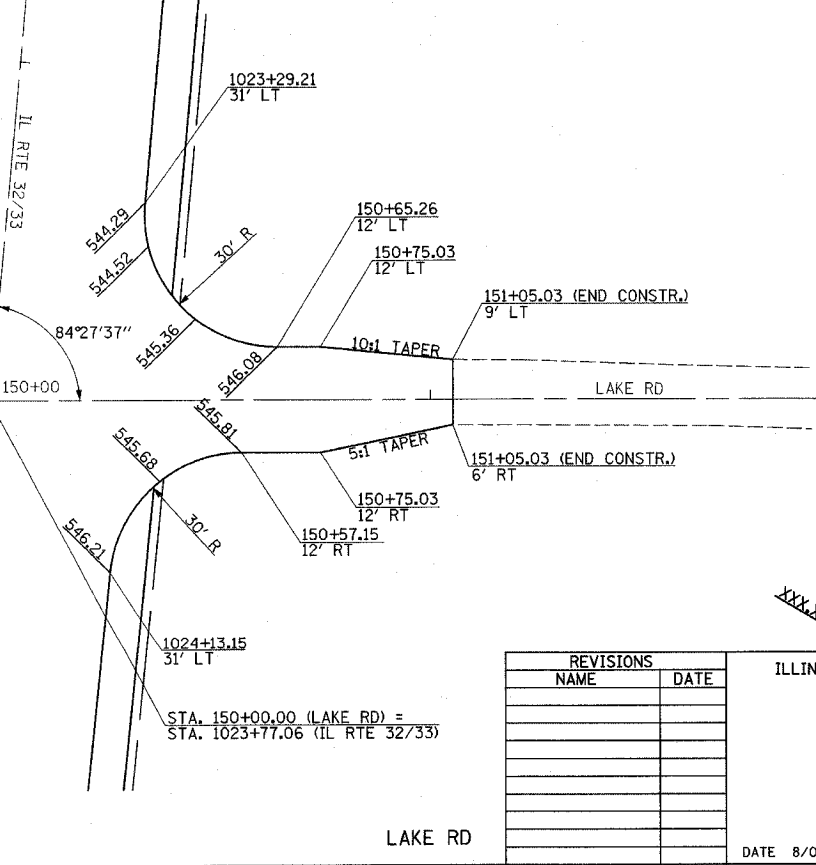 1023+29.21
31' LT
IL RTE 32/33
544.29
544.52
30' R
150+65.26
12' LT
150+75.03
12' LT
151+05.03 (END CONSTR.)
9' LT
84°27'37"
545.36
546.08
10:1 TAPER
150+00
LAKE RD
545.81
545.68
5:1 TAPER
151+05.03 (END CONSTR.)
6' RT
150+75.03
12' RT
546.21
30' R
150+57.15
12' RT
1024+13.15
31' LT
STA. 150+00.00 (LAKE RD) =
STA. 1023+77.06 (IL RTE 32/33)
REVISIONS
NAME DATE
LAKE RD
DATE 8/0